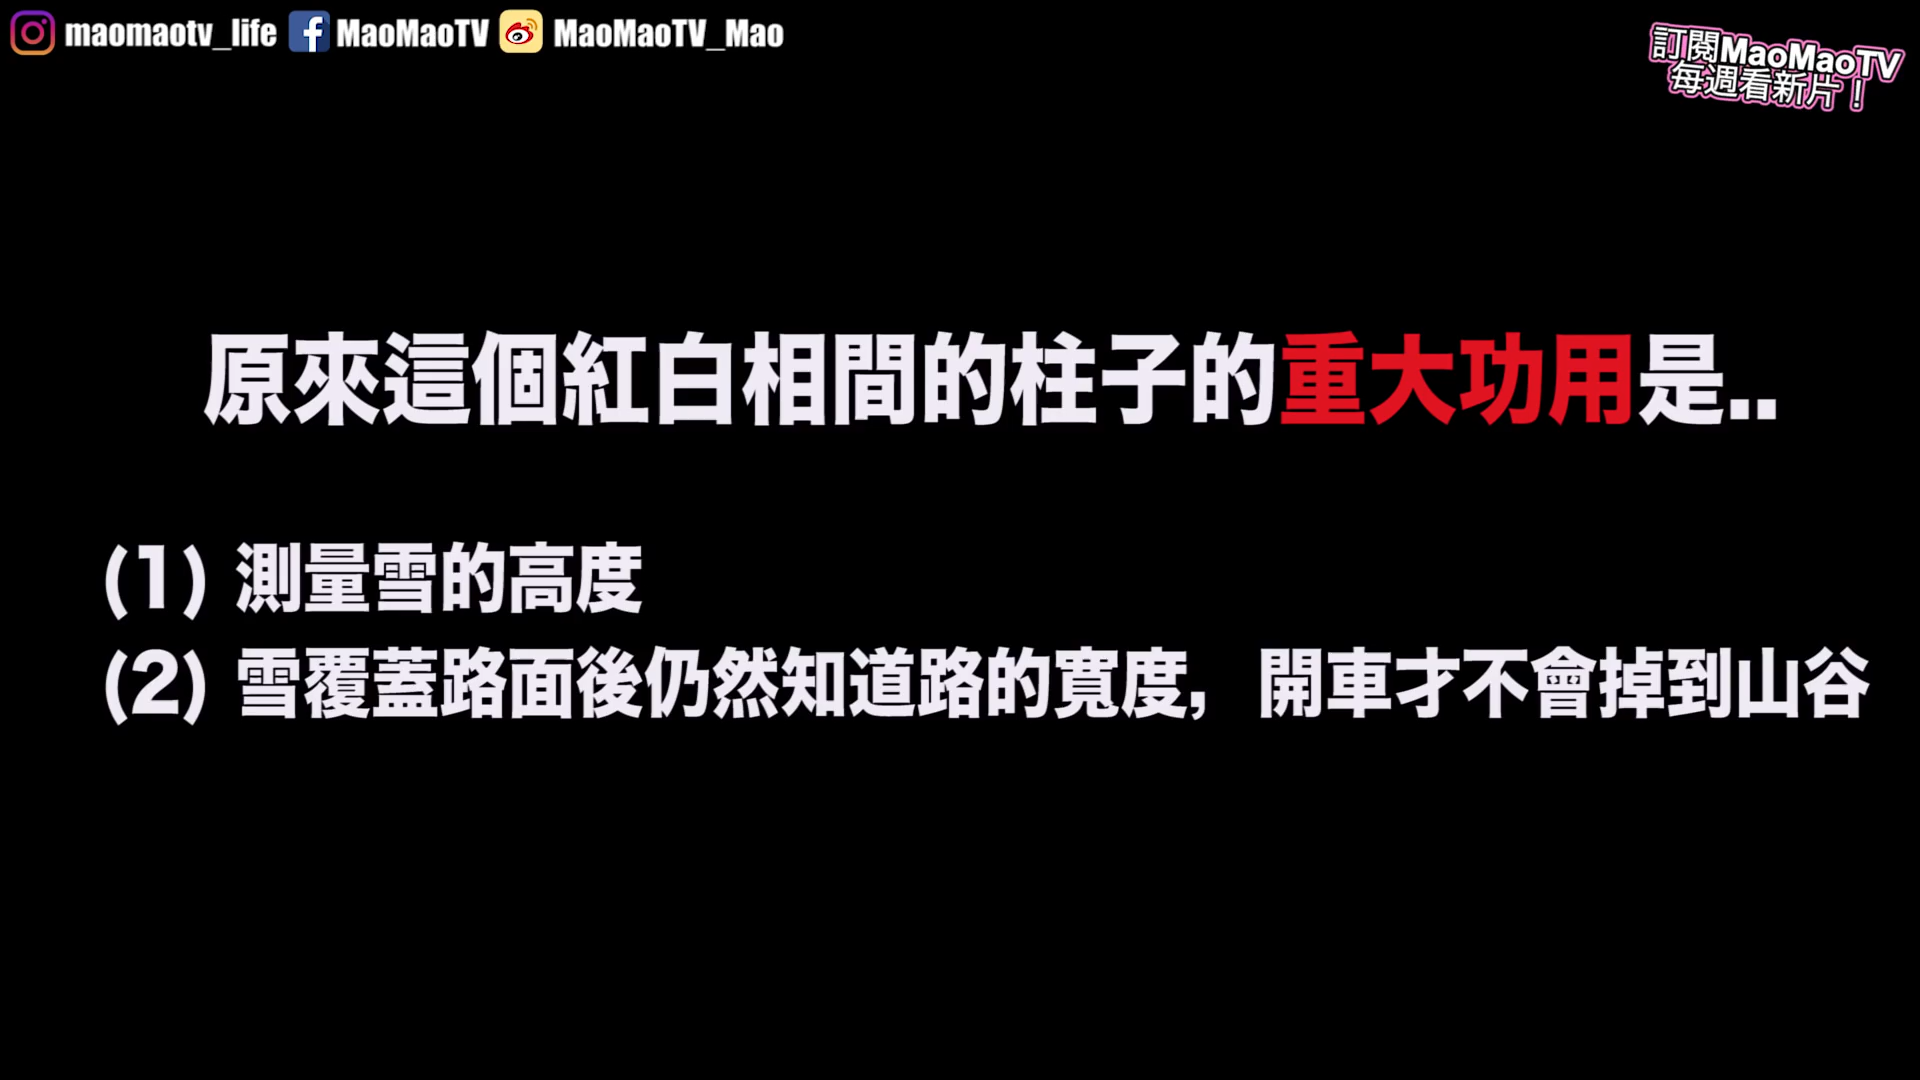 maomaotv_life MaoMaoTV MaoMaoTV_Mao
訂閱MaoMaoTV
每週看新片！
原來這個紅白相間的柱子的重大功用是..
(1) 測量雪的高度
(2) 雪覆蓋路面後仍然知道路的寬度，開車才不會掉到山谷